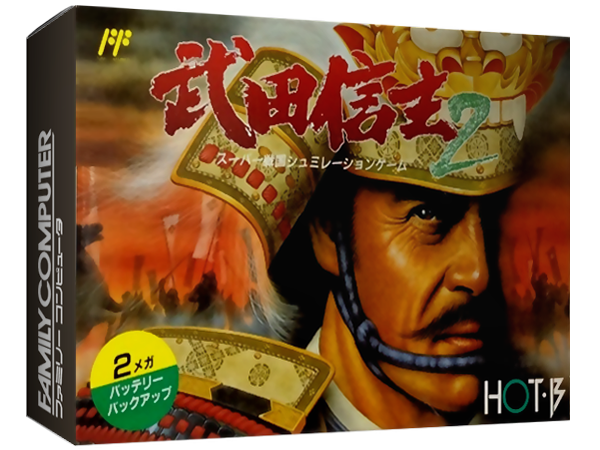 武田信玄2
スーパー戦国シュミレーションゲーム
2メガ
バッテリー
バックアップ
HOT・B
FAMILY COMPUTER
ファミリー コンピュータ